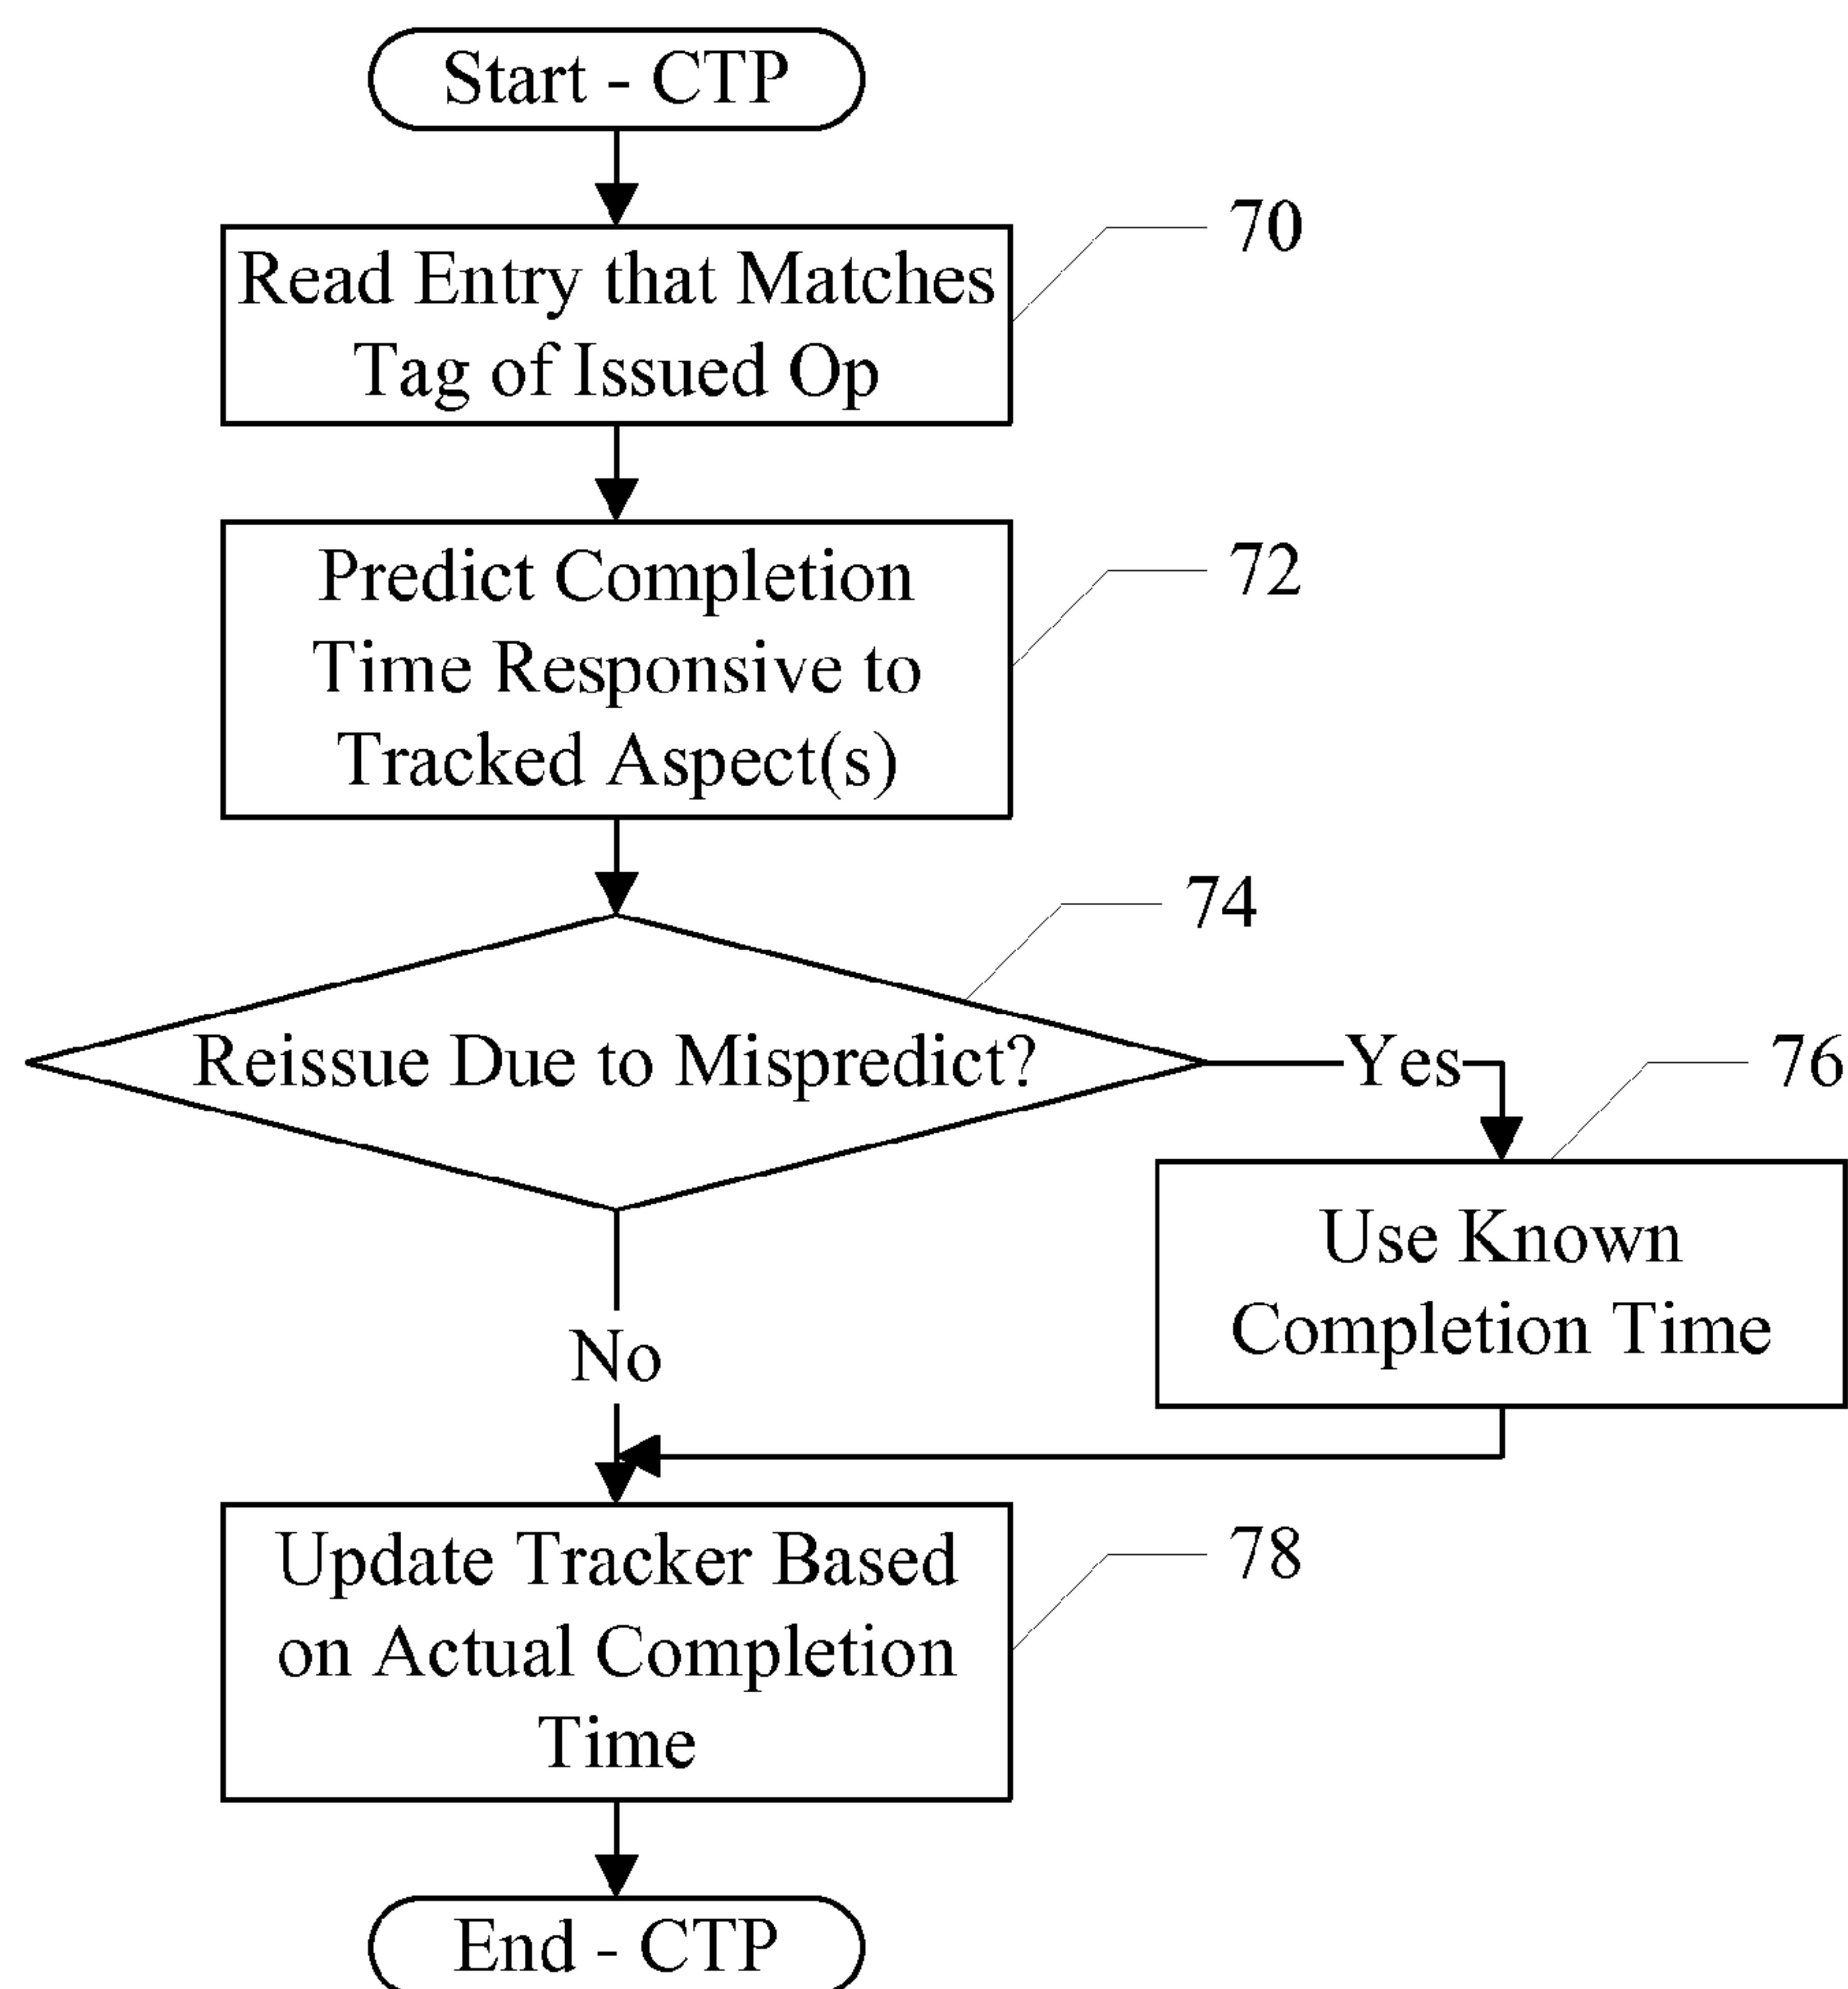 Start - CTP
70
Read Entry that Matches
Tag of Issued Op
72
Predict Completion
Time Responsive to
Tracked Aspect(s)
74
Reissue Due to Mispredict?
Yes
76
Use Known
Completion Time
No
78
Update Tracker Based
on Actual Completion
Time
End - CTP